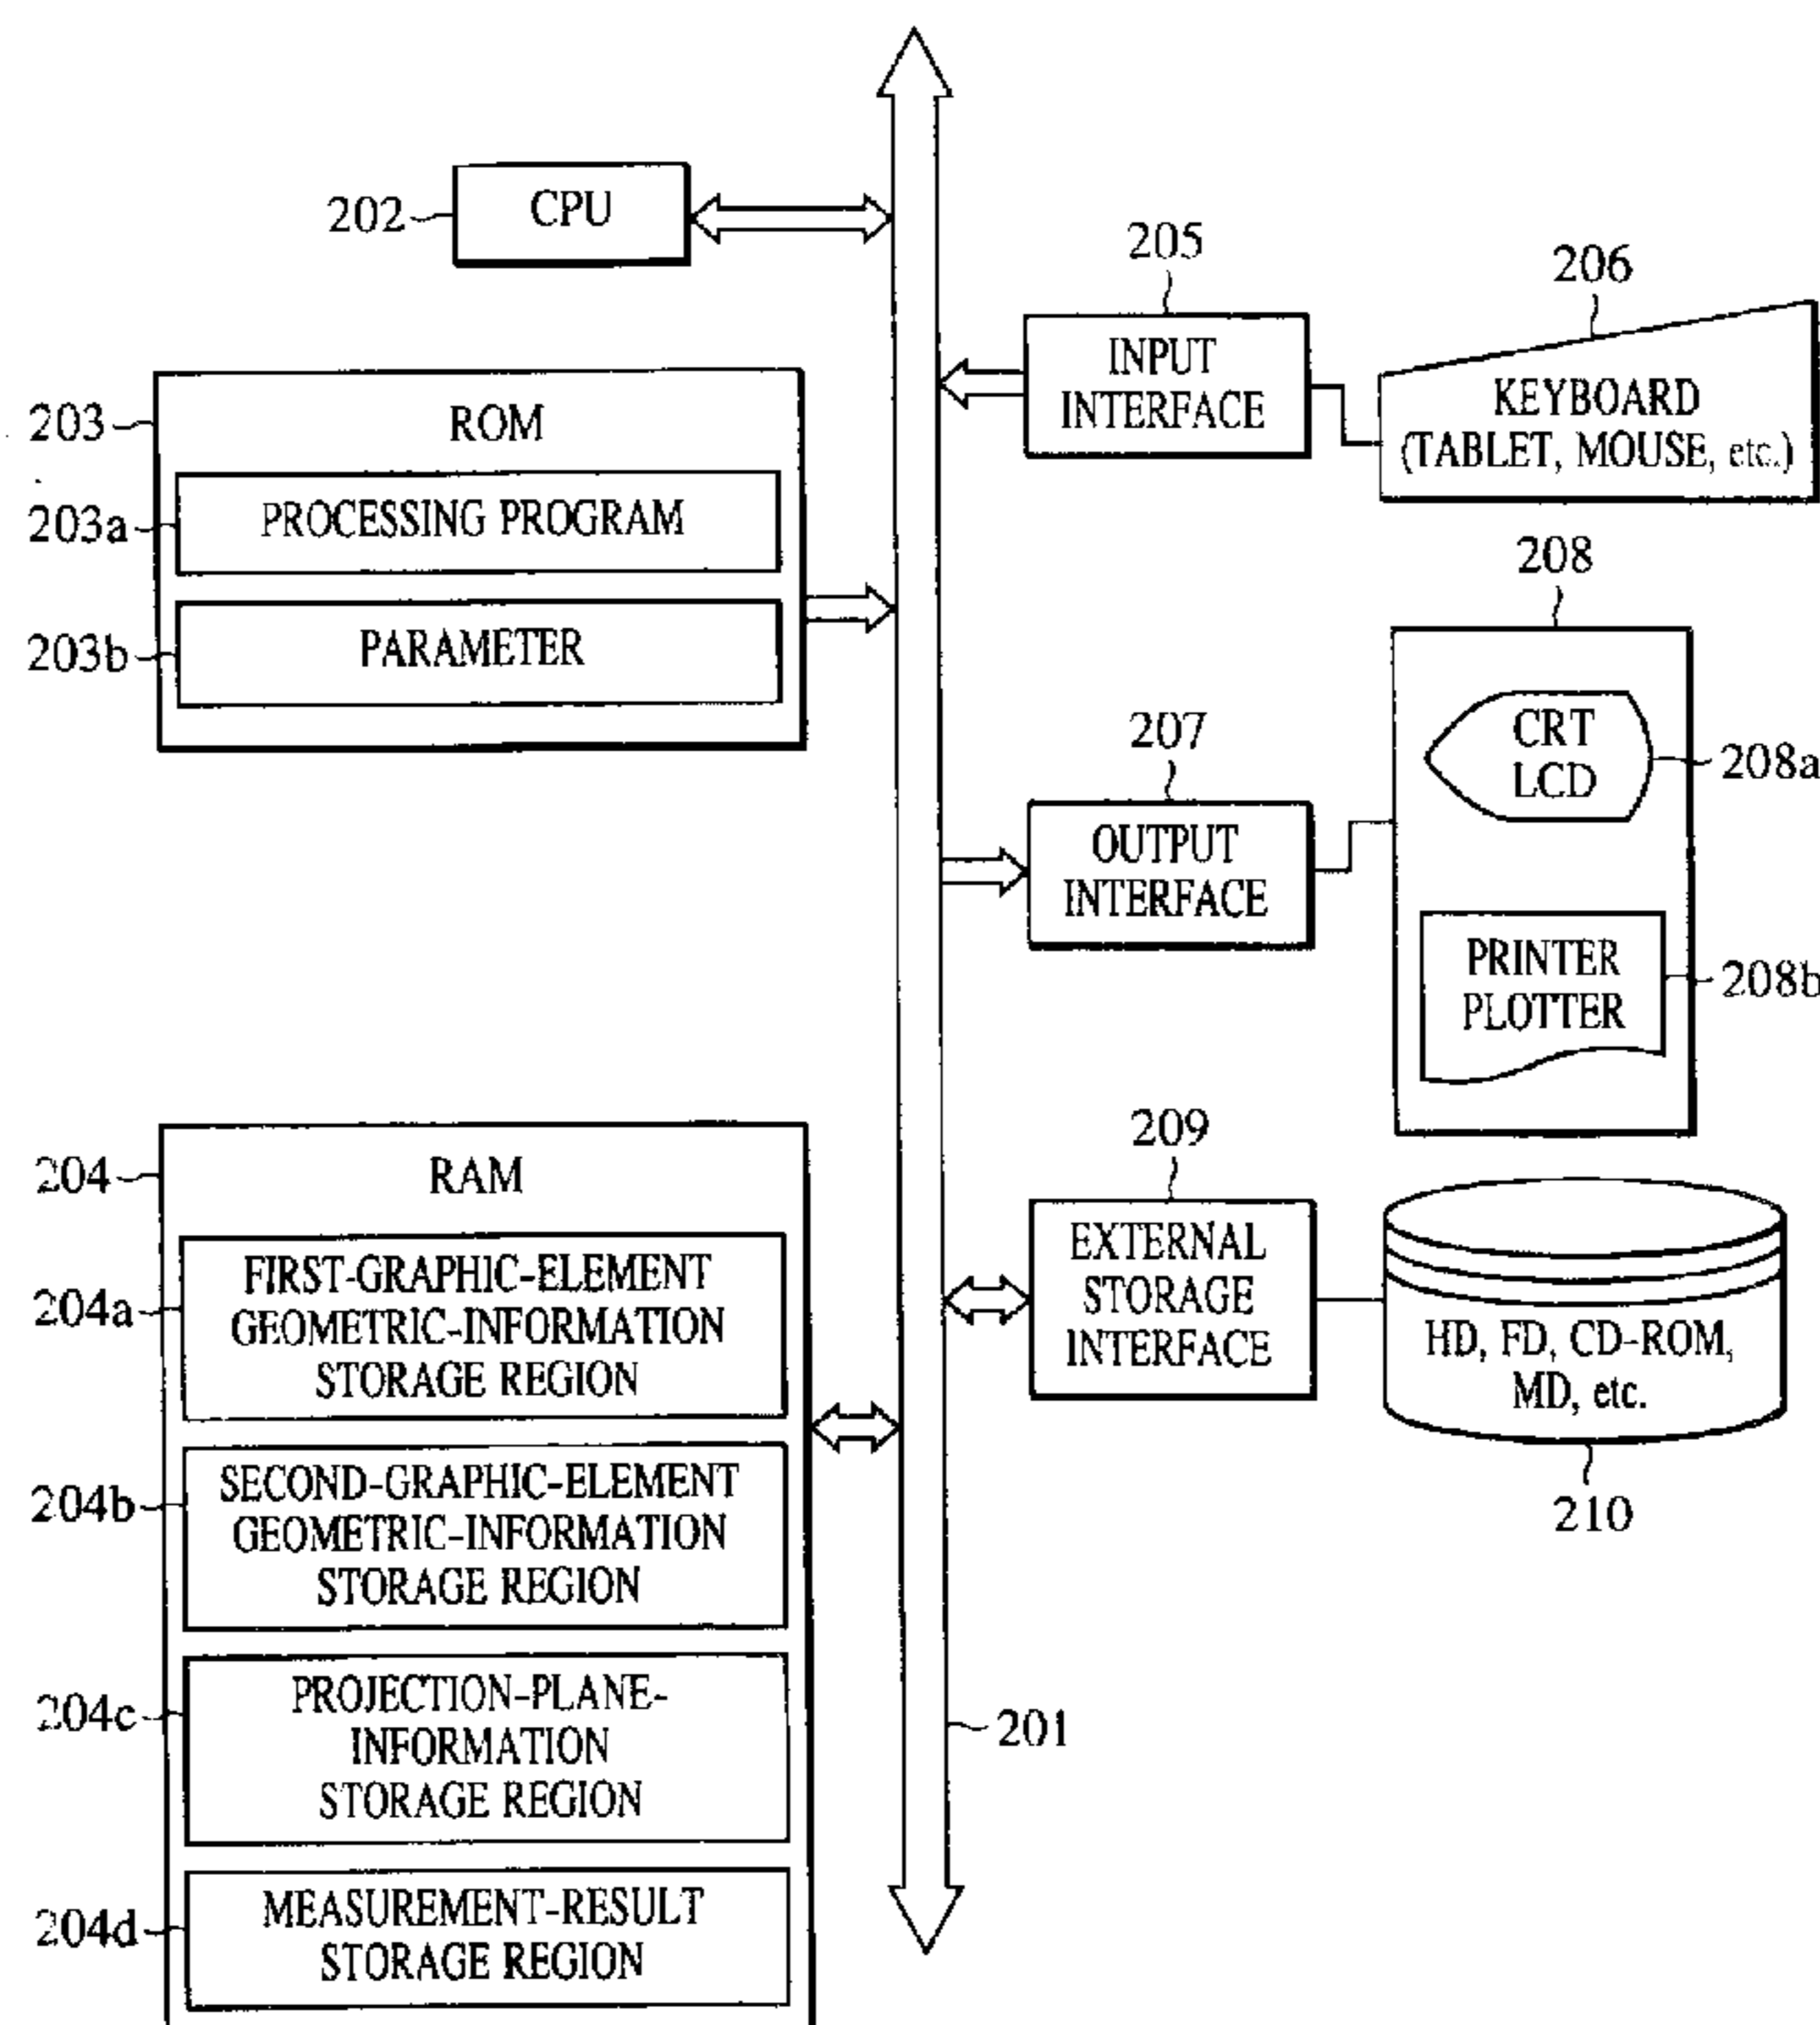 202
CPU
205
INPUT
INTERFACE
206
KEYBOARD
(TABLET, MOUSE, etc.)
203
ROM
203a
PROCESSING PROGRAM
203b
PARAMETER
207
OUTPUT
INTERFACE
208
CRT
LCD
208a
PRINTER
PLOTTER
208b
204
RAM
204a
FIRST-GRAPHIC-ELEMENT
GEOMETRIC-INFORMATION
STORAGE REGION
204b
SECOND-GRAPHIC-ELEMENT
GEOMETRIC-INFORMATION
STORAGE REGION
204c
PROJECTION-PLANE-
INFORMATION
STORAGE REGION
204d
MEASUREMENT-RESULT
STORAGE REGION
209
EXTERNAL
STORAGE
INTERFACE
HD, FD, CD-ROM,
MD, etc.
210
201